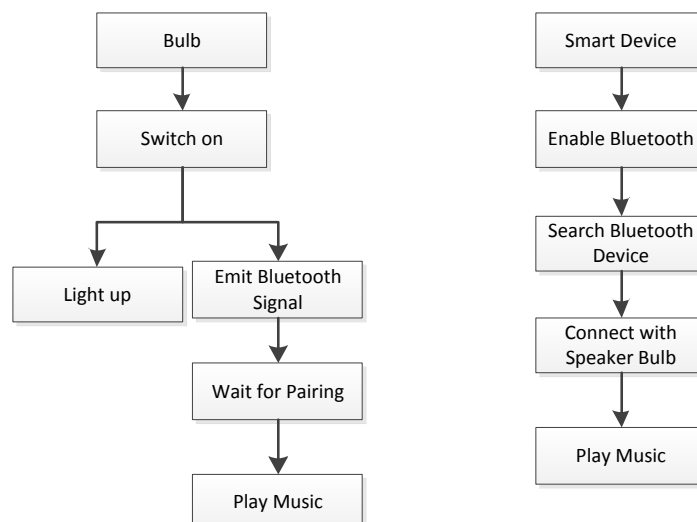 Bulb
Switch on
Light up
Emit Bluetooth
Signal
Wait for Pairing
Play Music
Smart Device
Enable Bluetooth
Search Bluetooth
Device
Connect with
Speaker Bulb
Play Music